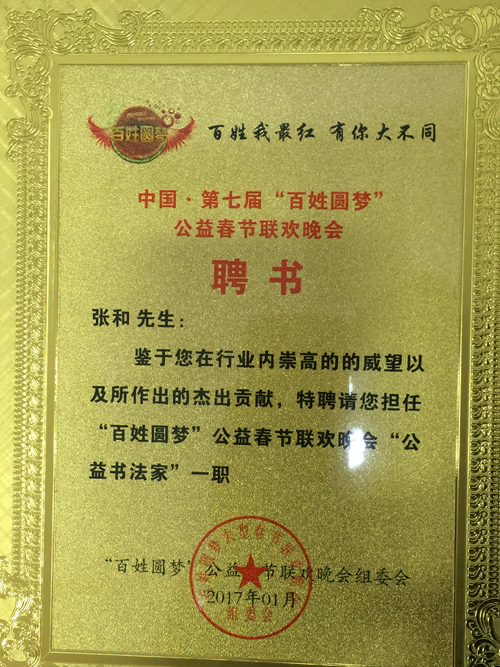 百姓圆梦
百姓我最红 有你大不同
中国·第七届“百姓圆梦”
公益春节联欢晚会
聘书
张和 先生：
鉴于您在行业内崇高的的威望以
及所作出的杰出贡献，特聘请您担任
“百姓圆梦”公益春节联欢晚会“公
益书法家”一职
“百姓圆梦”公益 节联欢晚会组委会
2017年01月
组委会